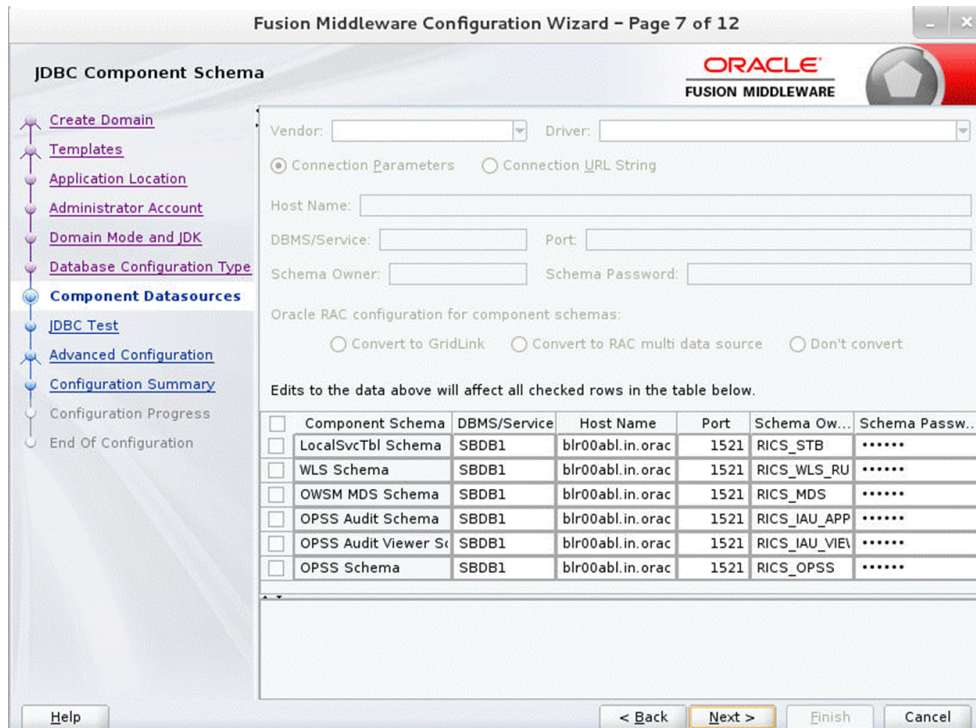 Fusion Middleware Configuration Wizard – Page 7 of 12
JDBC Component Schema
ORACLE
FUSION MIDDLEWARE
Create Domain
Templates
Application Location
Administrator Account
Domain Mode and JDK
Database Configuration Type
Component Datasources
JDBC Test
Advanced Configuration
Configuration Summary
Configuration Progress
End Of Configuration
Vendor: Driver:
Connection Parameters Connection URL String
Host Name:
DBMS/Service: Port:
Schema Owner: Schema Password:
Oracle RAC configuration for component schemas:
Convert to GridLink Convert to RAC multi data source Don't convert
Edits to the data above will affect all checked rows in the table below.
Component Schema DBMS/Service Host Name Port Schema Ow... Schema Passw...
LocalSvcTbl Schema SBDB1 blr00abl.in.orac 1521 RICS_STB ••••••
WLS Schema SBDB1 blr00abl.in.orac 1521 RICS_WLS_RU ••••••
OWSM MDS Schema SBDB1 blr00abl.in.orac 1521 RICS_MDS ••••••
OPSS Audit Schema SBDB1 blr00abl.in.orac 1521 RICS_IAU_APP ••••••
OPSS Audit Viewer Sc SBDB1 blr00abl.in.orac 1521 RICS_IAU_VIE ••••••
OPSS Schema SBDB1 blr00abl.in.orac 1521 RICS_OPSS ••••••
Help < Back Next > Finish Cancel